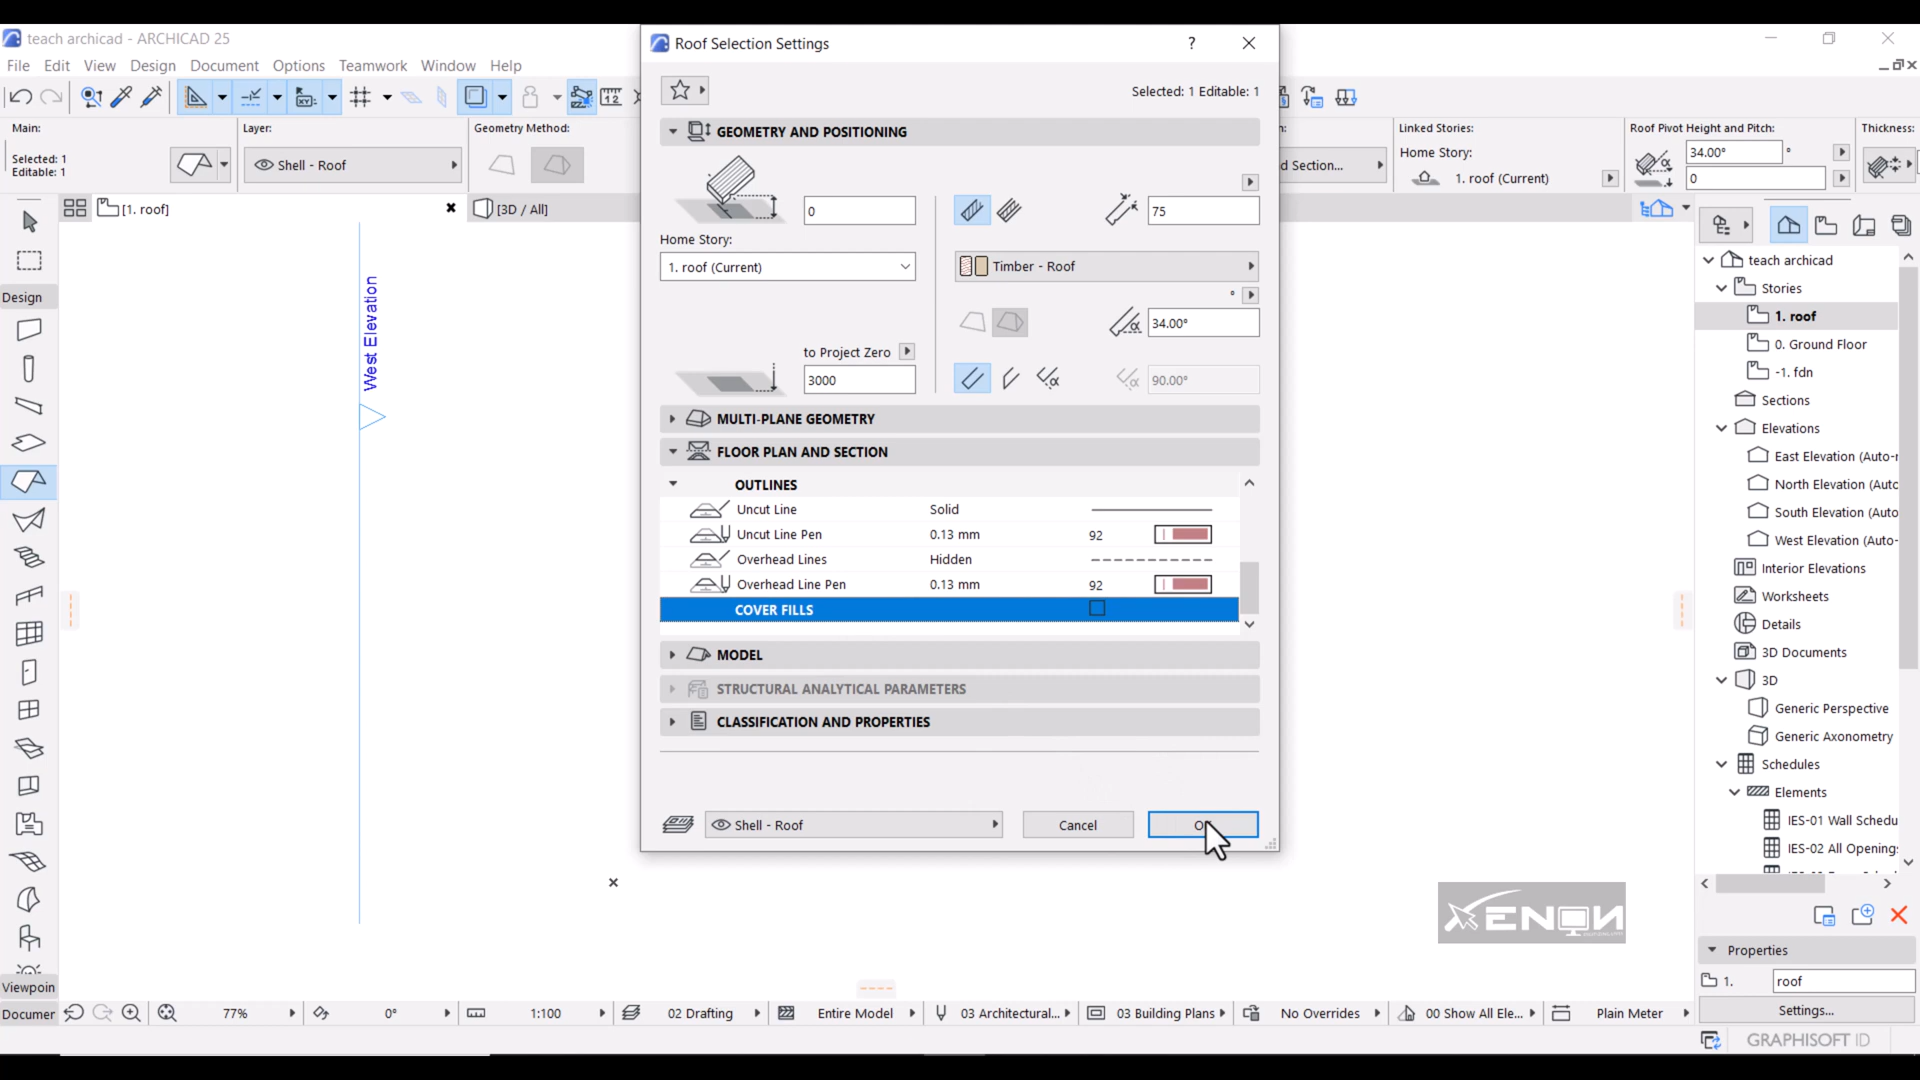 teach archicad - ARCHICAD 25
File Edit View Design Document Options Teamwork Window Help
Main:
Selected: 1
Editable: 1
Layer:
Shell - Roof
Geometry Method:
[1. roof]
[3D / All]
West Elevation
Design
Viewpoin
Documer
Roof Selection Settings
?
Selected: 1 Editable: 1
GEOMETRY AND POSITIONING
0
Home Story:
1. roof (Current)
to Project Zero
3000
75
Timber - Roof
°
34.00°
90.00°
MULTI-PLANE GEOMETRY
FLOOR PLAN AND SECTION
OUTLINES
Uncut Line Solid
Uncut Line Pen 0.13 mm 92
Overhead Lines Hidden
Overhead Line Pen 0.13 mm 92
COVER FILLS
MODEL
STRUCTURAL ANALYTICAL PARAMETERS
CLASSIFICATION AND PROPERTIES
Shell - Roof
Cancel
d Section...
Linked Stories:
Home Story:
1. roof (Current)
Roof Pivot Height and Pitch:
34.00° °
0
Thickness:
teach archicad
Stories
1. roof
0. Ground Floor
-1. fdn
Sections
Elevations
East Elevation (Auto-r
North Elevation (Autc
South Elevation (Auto
West Elevation (Auto-
Interior Elevations
Worksheets
Details
3D Documents
3D
Generic Perspective
Generic Axonometry
Schedules
Elements
IES-01 Wall Schedu
IES-02 All Opening:
XENON
Properties
1. roof
Settings...
77% 0° 1:100 02 Drafting Entire Model 03 Architectural... 03 Building Plans No Overrides 00 Show All Ele... Plain Meter
GRAPHISOFT ID